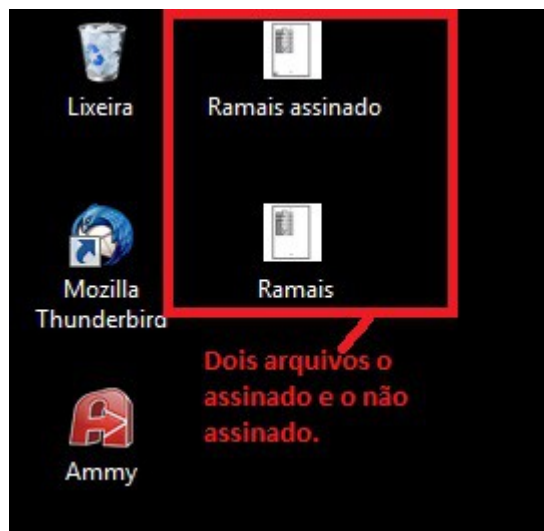 Lixeira
Ramais assinado
Mozilla
Thunderbird
Ramais
Dois arquivos o
assinado e o não
assinado.
Ammy